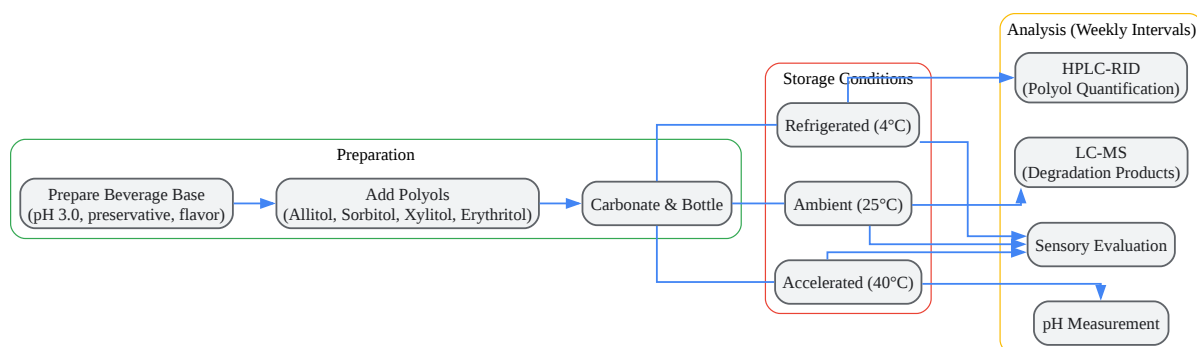 Preparation
Prepare Beverage Base
(pH 3.0, preservative, flavor)
Add Polyols
(Allitol, Sorbitol, Xylitol, Erythritol)
Carbonate & Bottle
Storage Conditions
Refrigerated (4°C)
Ambient (25°C)
Accelerated (40°C)
Analysis (Weekly Intervals)
HPLC-RID
(Polyol Quantification)
LC-MS
(Degradation Products)
Sensory Evaluation
pH Measurement